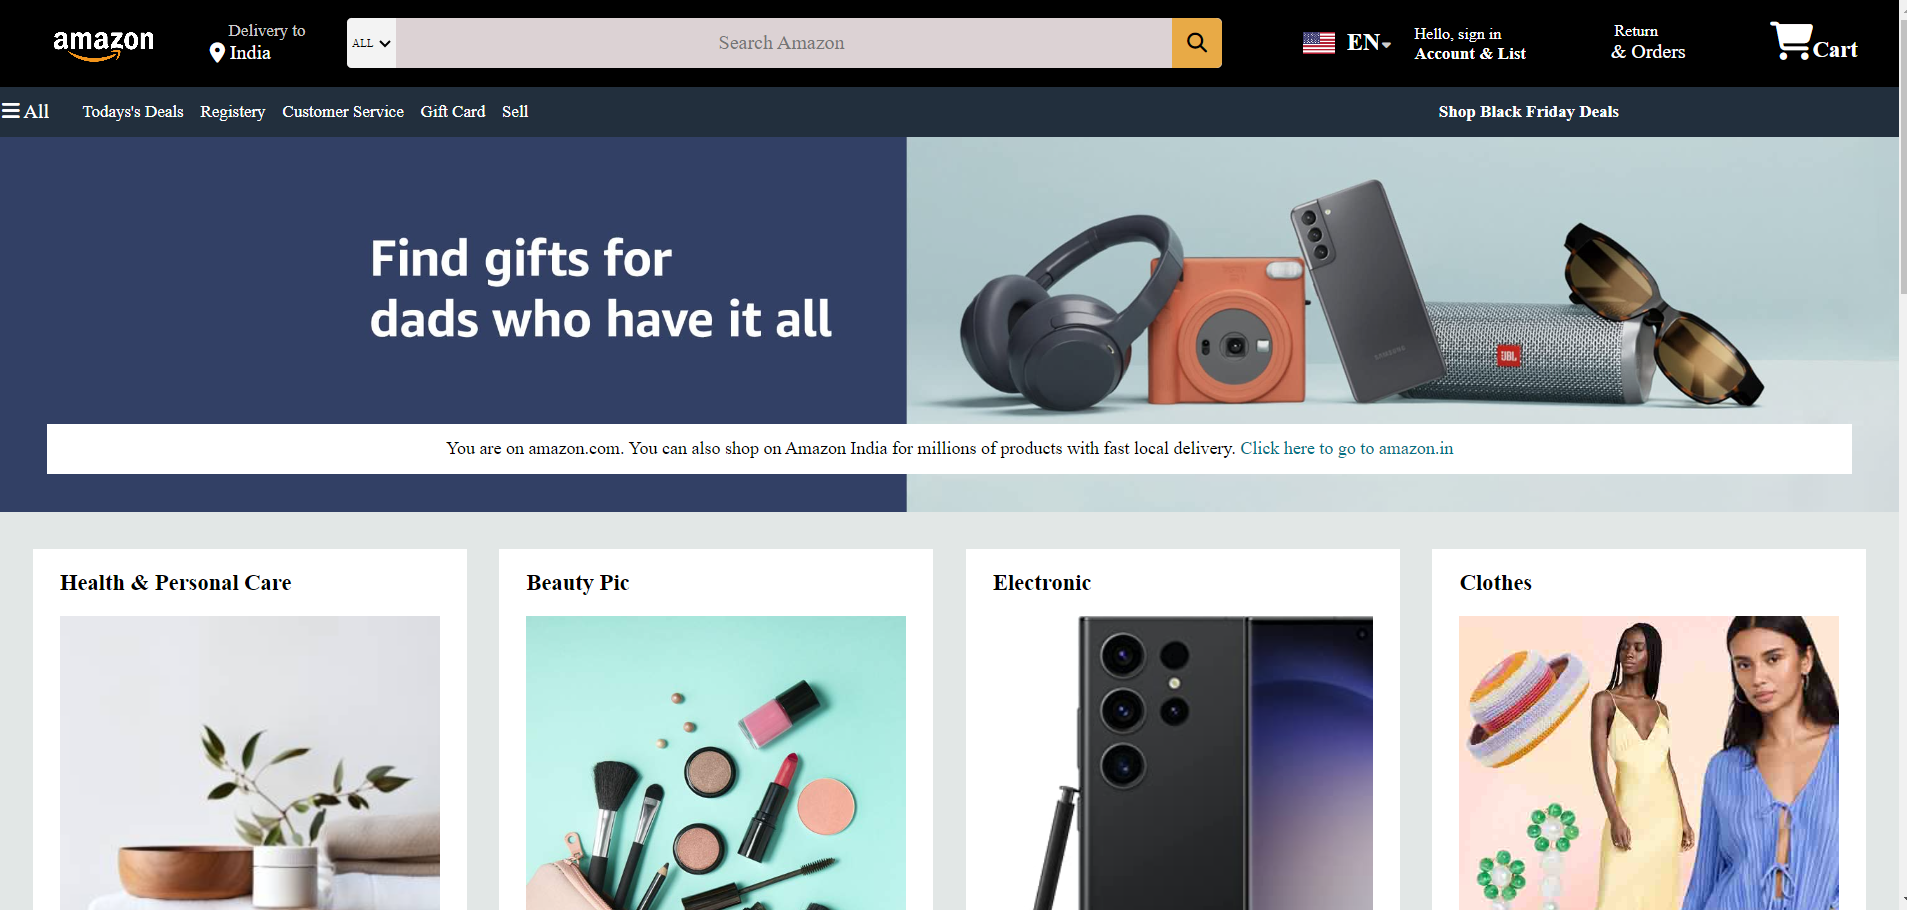 amazon
Delivery to
India
ALL
Search Amazon
EN
Hello, sign in
Account & List
Return
& Orders
Cart
All
Todays's Deals
Registery
Customer Service
Gift Card
Sell
Shop Black Friday Deals
Find gifts for
dads who have it all
SAMSUNG
JBL
You are on amazon.com. You can also shop on Amazon India for millions of products with fast local delivery. Click here to go to amazon.in
Health & Personal Care
Beauty Pic
Electronic
Clothes